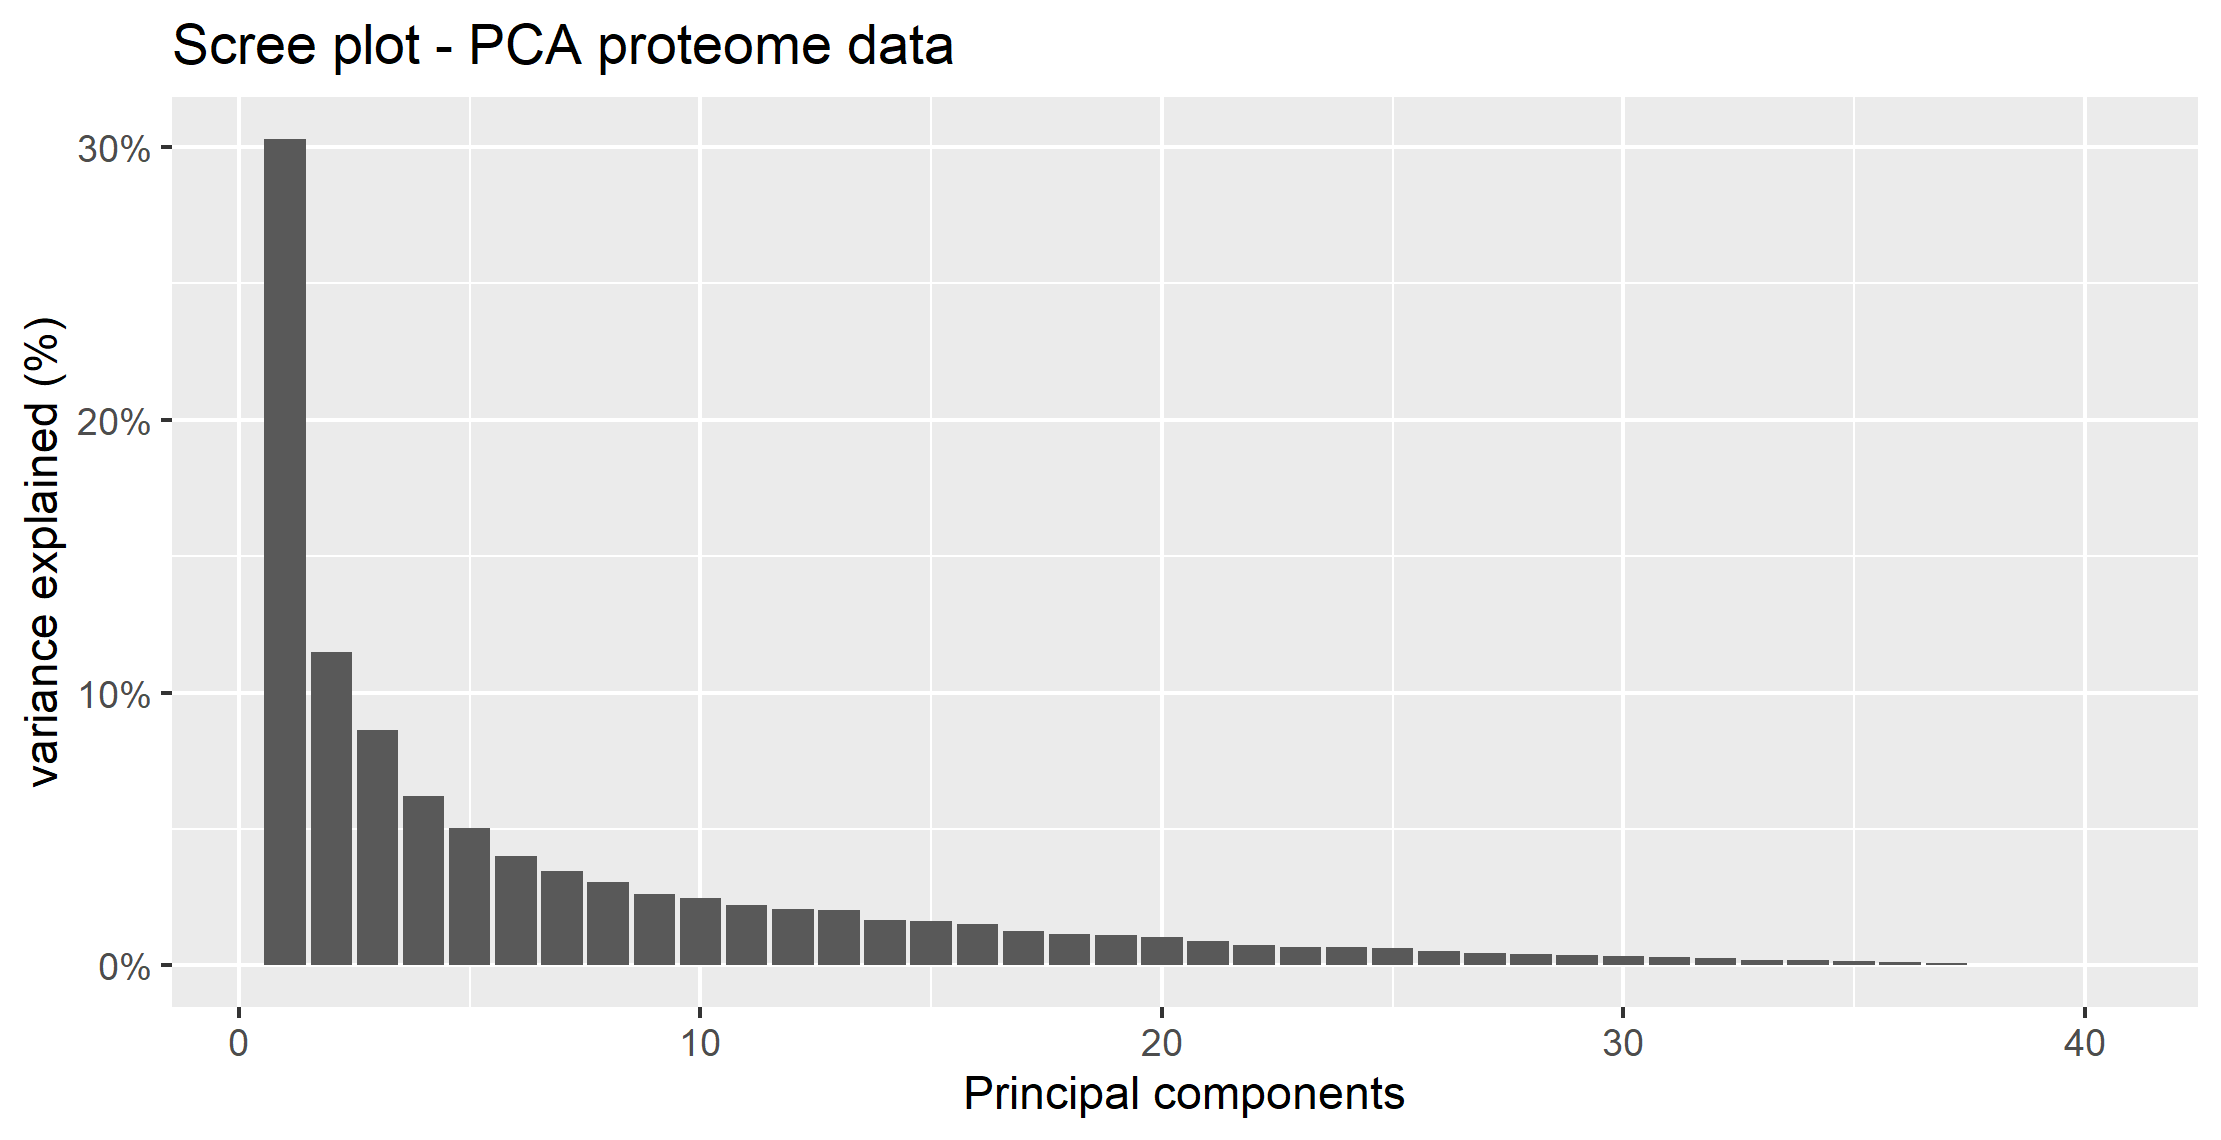 Scree plot - PCA proteome data
30%
20%
10%
0%
variance explained (%)
0 10 20 30 40
Principal components